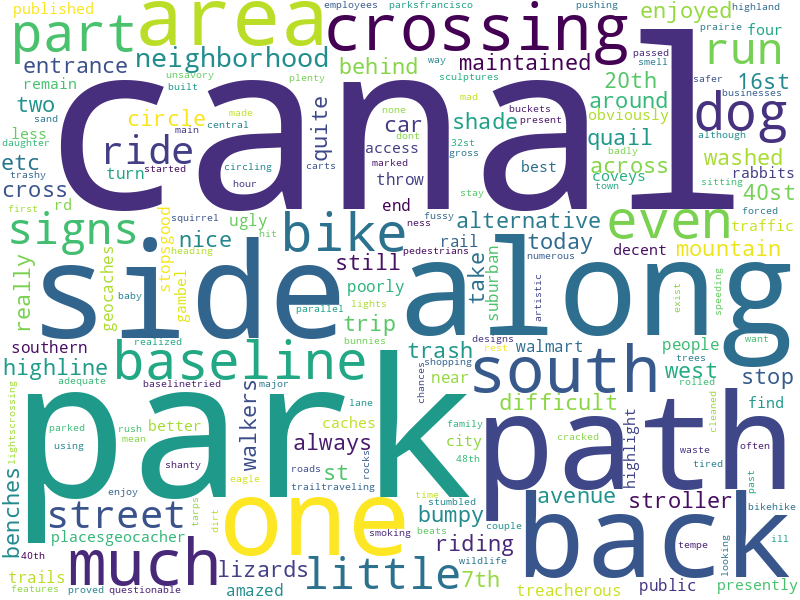 published employees parksfrancisco pushing highland
part area crossing enjoyed
prairie four
entrance neighborhood behind maintained way passed smell run
remain unsavory built plenty sculptures 20th safer 16st
two sand circle made none mad buckets businesses
less main central dont present around obviously dog
daughter ride car shade quail although
etc trashy started circling carts access marked 32st gross best across washed
cross turn hour throw stay badly town sitting rabbits
first rd quite end coveys 40st forced
canal
signs squirrel ugly bike ness fussy alternative even traffic
nice hit still pedestrians rail numerous today decent mountain
really geocaches stopsgood gambel heading
side along
baby parallel lights poorly take suburban artistic exist speeding
southern realized bunnies trip designs rest people want
highline baseline trash walmart trees
adequate baselinetried major near shopping south west rolled stop
park path
parked rush lane caches family difficult find
using mean better walkers always city chances highlight cleaned
benches lightscrossing shanty st 48th cracked waste often
street eagle roads rocks one time stumbled avenue tired past
placesgeocacher trailtraveling dirt tarps bumpy couple stroller bikehike
40th enjoy smoking beats riding tempe looking ill
trails much lizards little 7th wildlife treacherous public back presently
features proved questionable amazed